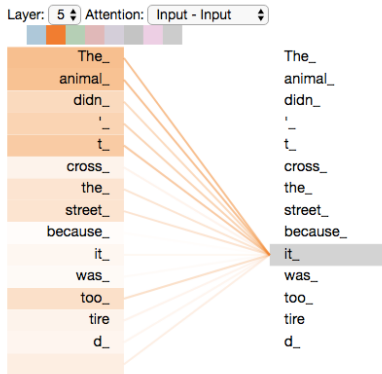 Layer: 5 Attention: Input - Input
The_ The_
animal_ animal_
didn_ didn_
'_ '_
t_ t_
cross_ cross_
the_ the_
street_ street_
because_ because_
it_ it_
was_ was_
too_ too_
tire tire
d_ d_